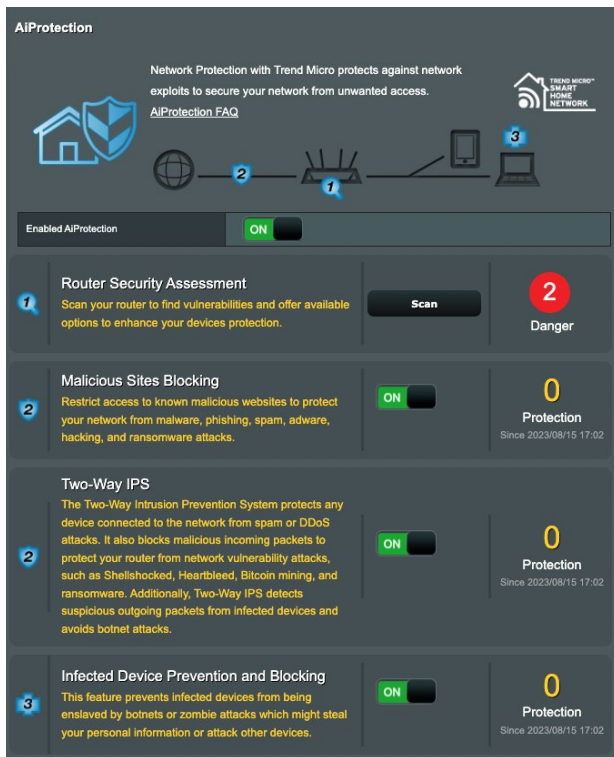 AiProtection
Network Protection with Trend Micro protects against network
exploits to secure your network from unwanted access.
AiProtection FAQ
TREND MICRO™
SMART
HOME
NETWORK
3
2
1
Enabled AiProtection
ON
1
Router Security Assessment
Scan your router to find vulnerabilities and offer available
options to enhance your devices protection.
Scan
2
Danger
2
Malicious Sites Blocking
Restrict access to known malicious websites to protect
your network from malware, phishing, spam, adware,
hacking, and ransomware attacks.
ON
0
Protection
Since 2023/08/15 17:02
2
Two-Way IPS
The Two-Way Intrusion Prevention System protects any
device connected to the network from spam or DDoS
attacks. It also blocks malicious incoming packets to
protect your router from network vulnerability attacks,
such as Shellshocked, Heartbleed, Bitcoin mining, and
ransomware. Additionally, Two-Way IPS detects
suspicious outgoing packets from infected devices and
avoids botnet attacks.
ON
0
Protection
Since 2023/08/15 17:02
3
Infected Device Prevention and Blocking
This feature prevents infected devices from being
enslaved by botnets or zombie attacks which might steal
your personal information or attack other devices.
ON
0
Protection
Since 2023/08/15 17:02